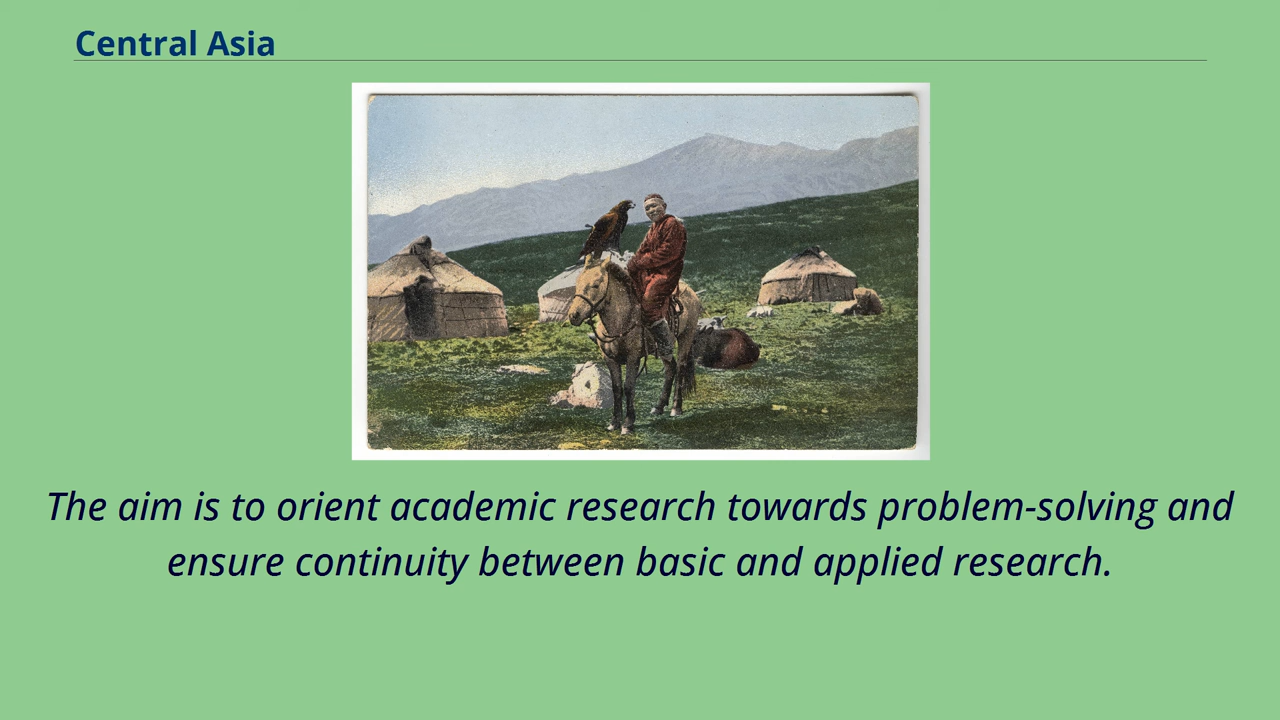 Central Asia
The aim is to orient academic research towards problem-solving and
ensure continuity between basic and applied research.